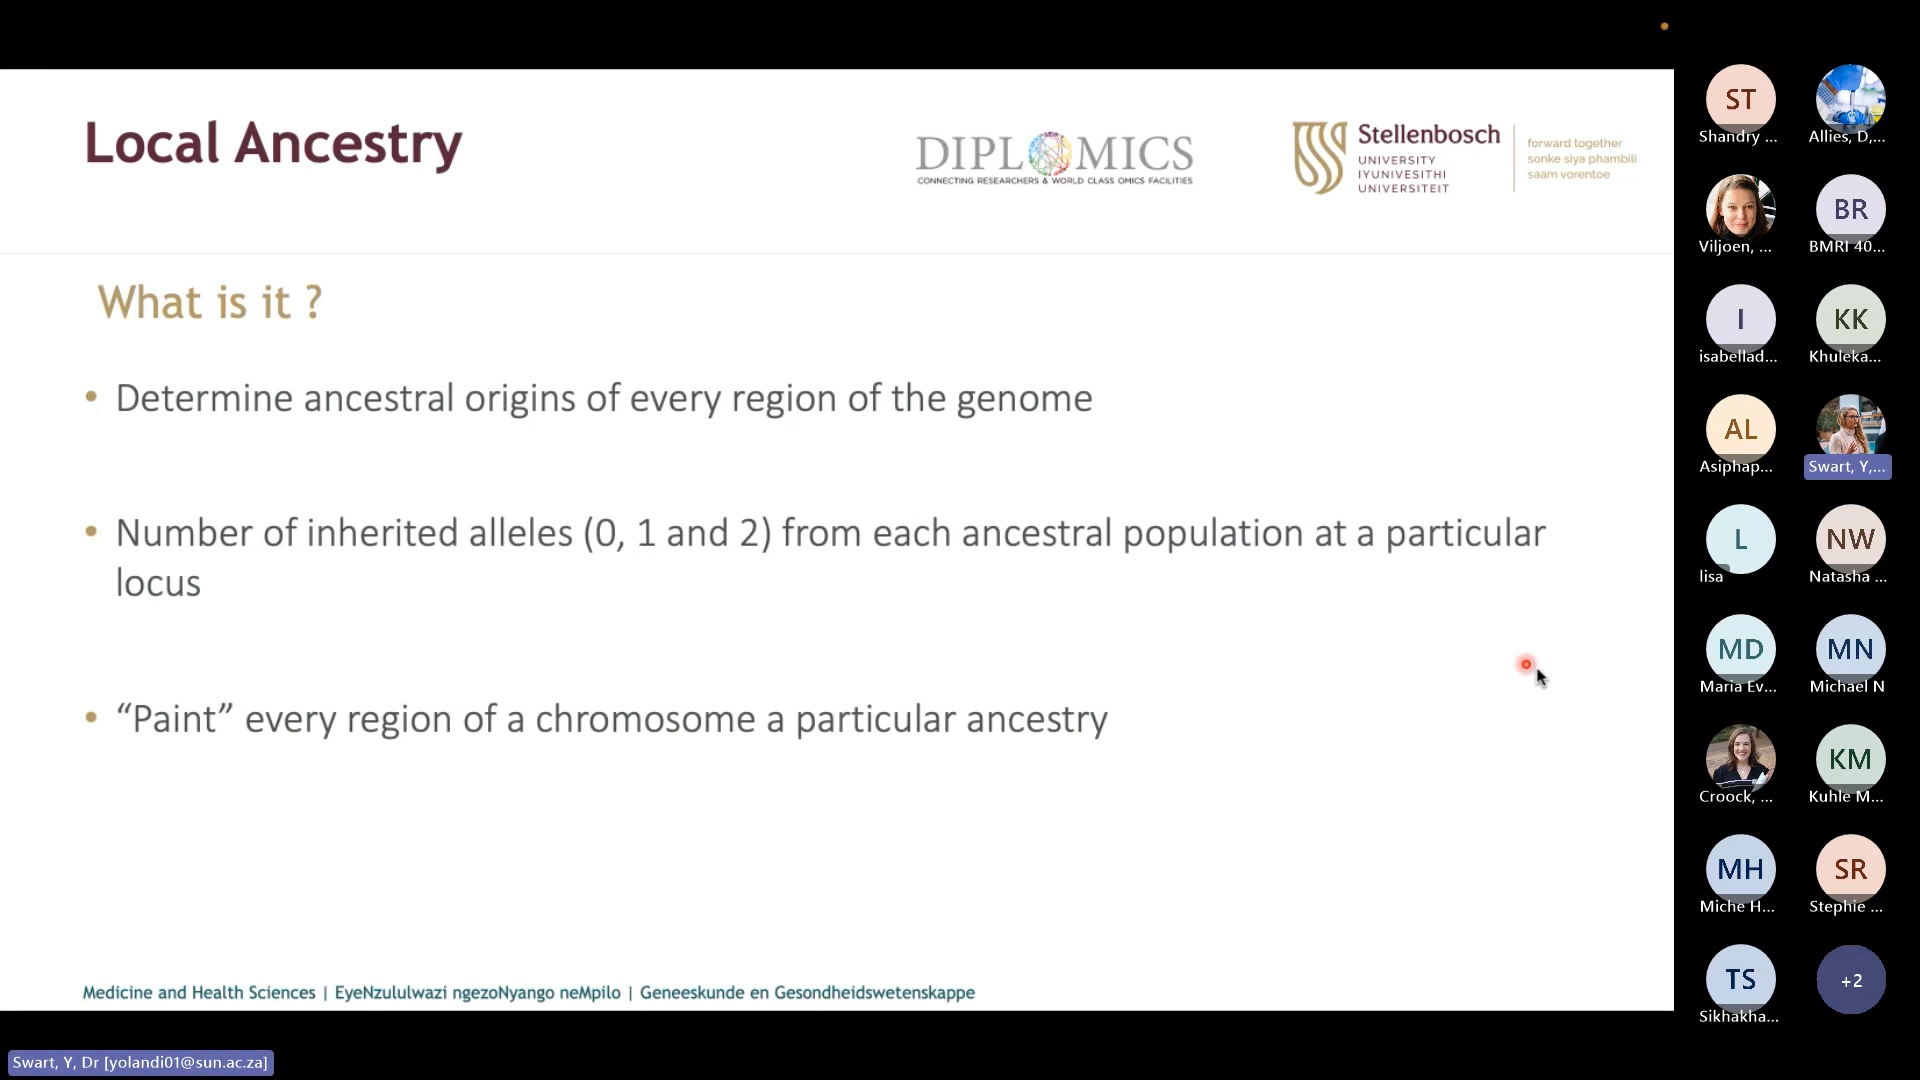 Local Ancestry
DIPLOMICS
CONNECTING RESEARCHERS & WORLD CLASS OMICS FACILITIES
Stellenbosch
UNIVERSITY
IYUNIVESITHI
UNIVERSITEIT
forward together
sonke siya phambili
saam vorentoe
What is it ?
• Determine ancestral origins of every region of the genome
• Number of inherited alleles (0, 1 and 2) from each ancestral population at a particular
locus
• “Paint” every region of a chromosome a particular ancestry
Medicine and Health Sciences | EyeNzululwazi ngezoNyango neMpilo | Geneeskunde en Gesondheidswetenskappe
Swart, Y, Dr [yolandi01@sun.ac.za]
ST
Shandry ...
Allies, D,...
Viljoen, ...
BR
BMRI 40...
I
isabellad...
KK
Khuleka...
AL
Asiphap...
Swart, Y,...
L
lisa
NW
Natasha ...
MD
Maria Ev...
MN
Michael N
Croock, ...
KM
Kuhle M...
MH
Miche H...
SR
Stephie ...
TS
Sikhakha...
+2